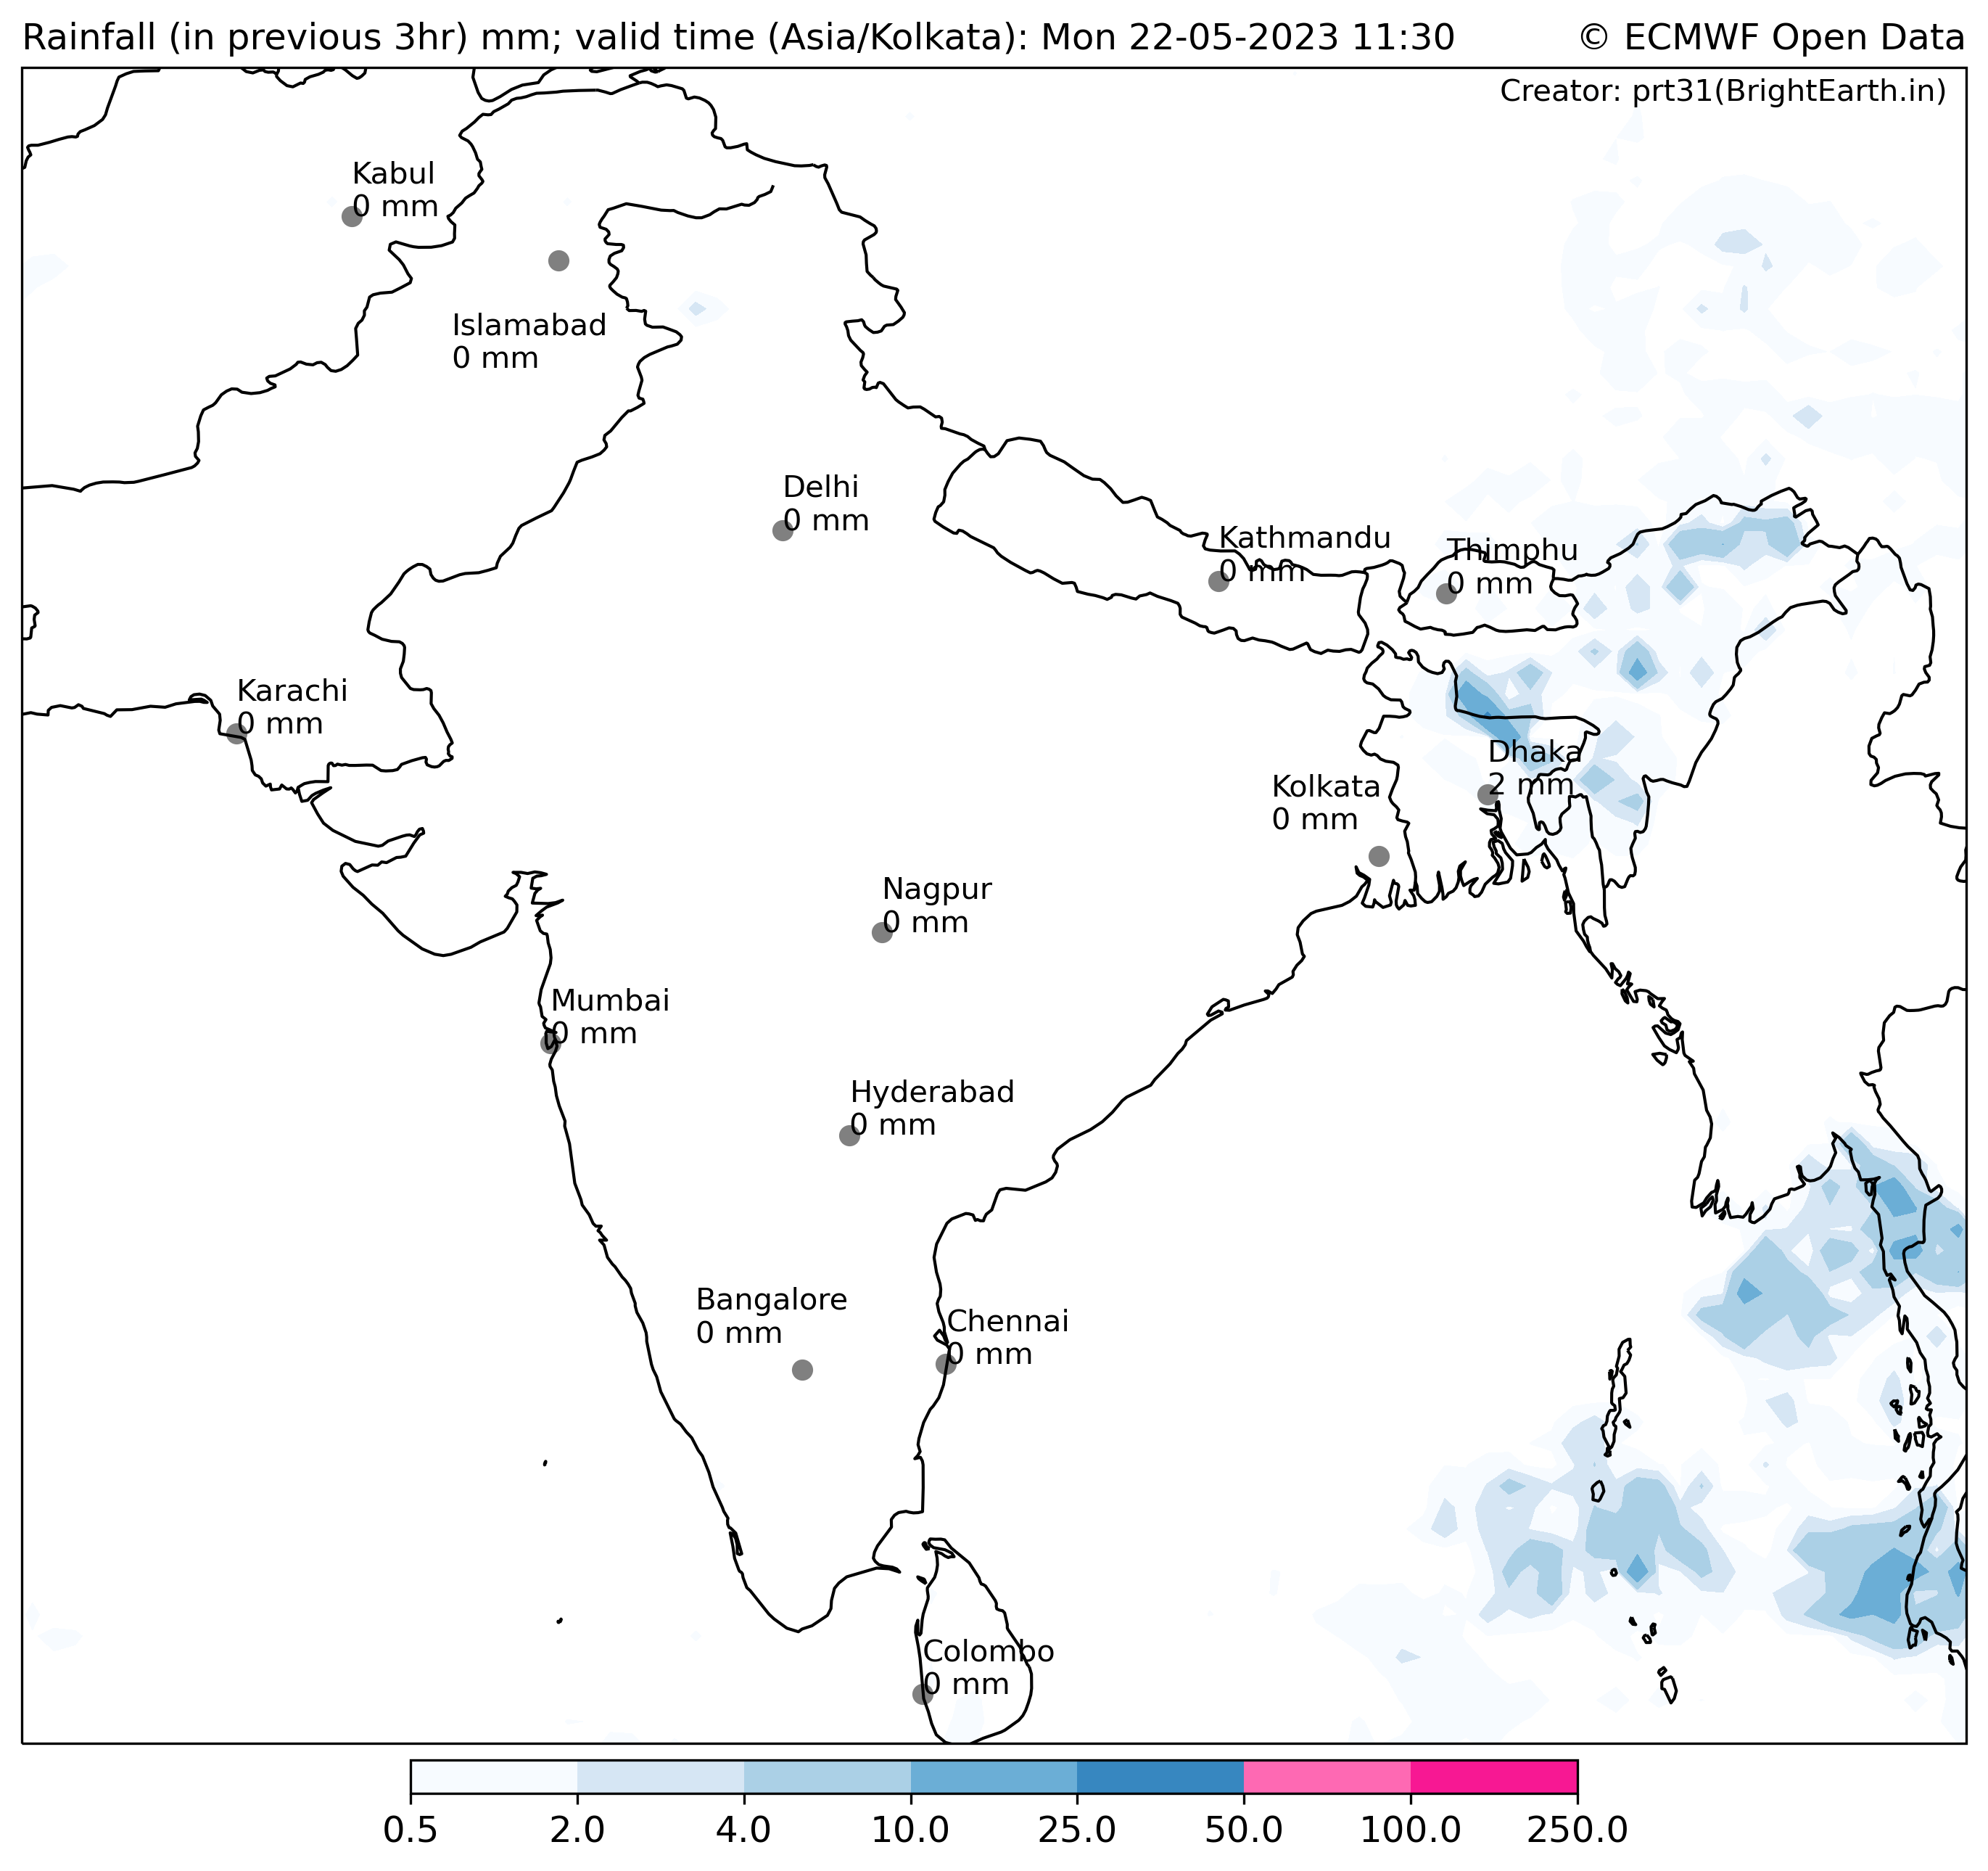 Rainfall (in previous 3hr) mm; valid time (Asia/Kolkata): Mon 22-05-2023 11:30
© ECMWF Open Data
Creator: prt31(BrightEarth.in)
Kabul
0 mm
Islamabad
0 mm
Delhi
0 mm
Kathmandu
0 mm
Thimphu
0 mm
Karachi
0 mm
Dhaka
2 mm
Kolkata
0 mm
Nagpur
0 mm
Mumbai
0 mm
Hyderabad
0 mm
Bangalore
0 mm
Chennai
0 mm
Colombo
0 mm
0.5 2.0 4.0 10.0 25.0 50.0 100.0 250.0